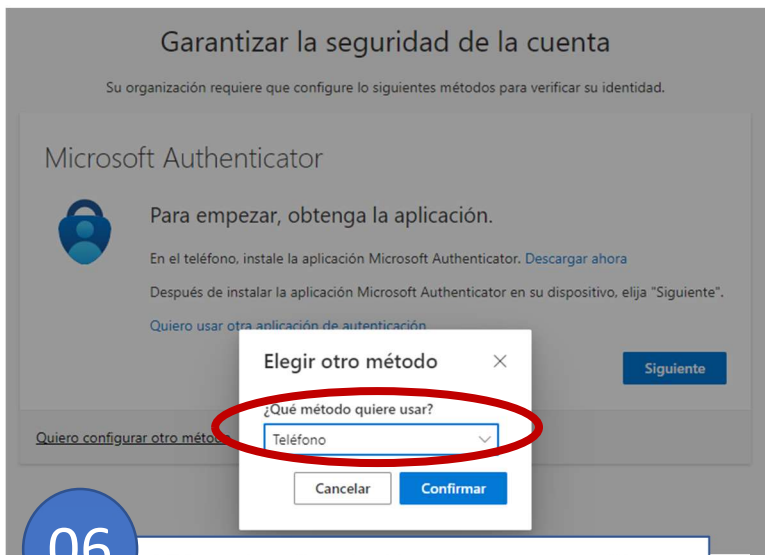 Garantizar la seguridad de la cuenta
Su organización requiere que configure lo siguientes métodos para verificar su identidad.
Microsoft Authenticator
Para empezar, obtenga la aplicación.
En el teléfono, instale la aplicación Microsoft Authenticator. Descargar ahora
Después de instalar la aplicación Microsoft Authenticator en su dispositivo, elija "Siguiente".
Quiero usar otra aplicación de autenticación
Elegir otro método
Siguiente
¿Qué método quiere usar?
Quiero configurar otro método
Teléfono
Cancelar
Confirmar
06